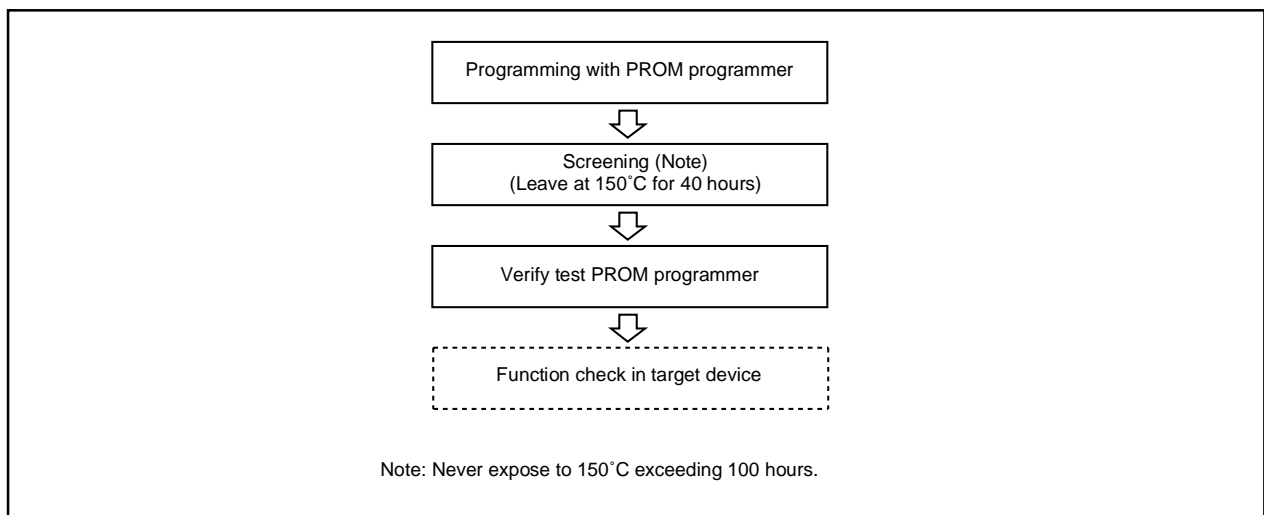 Programming with PROM programmer
Screening (Note)
(Leave at 150˚C for 40 hours)
Verify test PROM programmer
Function check in target device
Note: Never expose to 150˚C exceeding 100 hours.